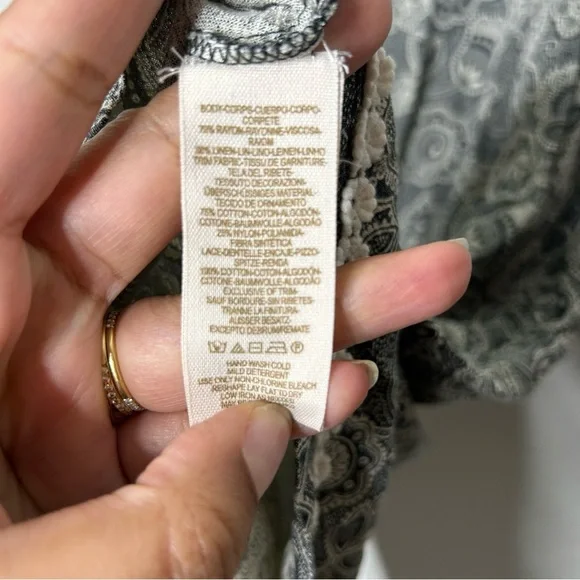 BODY-CORPS-CUERPO-CORPO-
CORPETE
70% RAYON-RAYONNE-VISCOSA-
RAYOM
30% LINEN-LIN-LINO-LEINEN-LINHO
TRIM FABRIC-TISSU DE GARNITURE-
TELA DEL RIBETE-
TESSUTO DECORAZIONI-
ÜBERSCHÜSSIGES MATERIAL-
TECIDO DE ORNAMENTO
75% COTTON-COTON-ALGODÓN-
COTONE-BAUMWOLLE-ALGODÃO
25% NYLON-POLIAMIDA-
FIBRA SINTÉTICA
LACE-DENTELLE-ENCAJE-PIZZO-
SPITZE-RENDA
100% COTTON-COTON-ALGODÓN-
COTONE-BAUMWOLLE-ALGODÃO
EXCLUSIVE OF TRIM-
SAUF BORDURE-SIN RIBETES-
TRANNE LA FINITURA-
AUSSER BESATZ-
EXCEPTO DEBRUM/REMATE
HAND WASH COLD
MILD DETERGENT
USE ONLY NON-CHLORINE BLEACH
RESHAPE LAY FLAT TO DRY
LOW IRON AS NEEDED
MAY